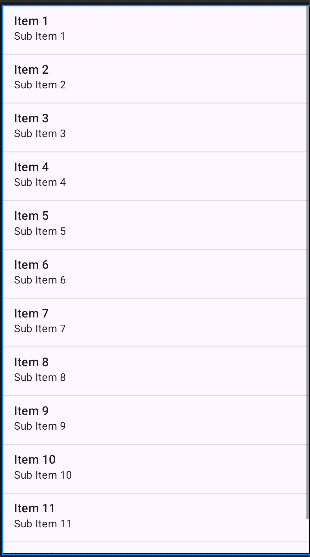 Item 1
Sub Item 1
Item 2
Sub Item 2
Item 3
Sub Item 3
Item 4
Sub Item 4
Item 5
Sub Item 5
Item 6
Sub Item 6
Item 7
Sub Item 7
Item 8
Sub Item 8
Item 9
Sub Item 9
Item 10
Sub Item 10
Item 11
Sub Item 11